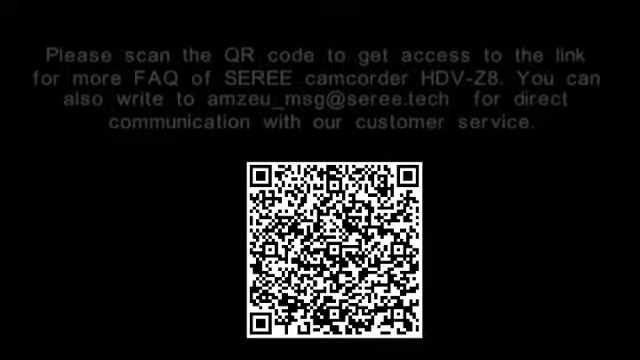 Please scan the QR code to get access to the link
for more FAQ of SEREE camcorder HDV-Z8. You can
also write to amzeu_msg@seree.tech for direct
communication with our customer service.